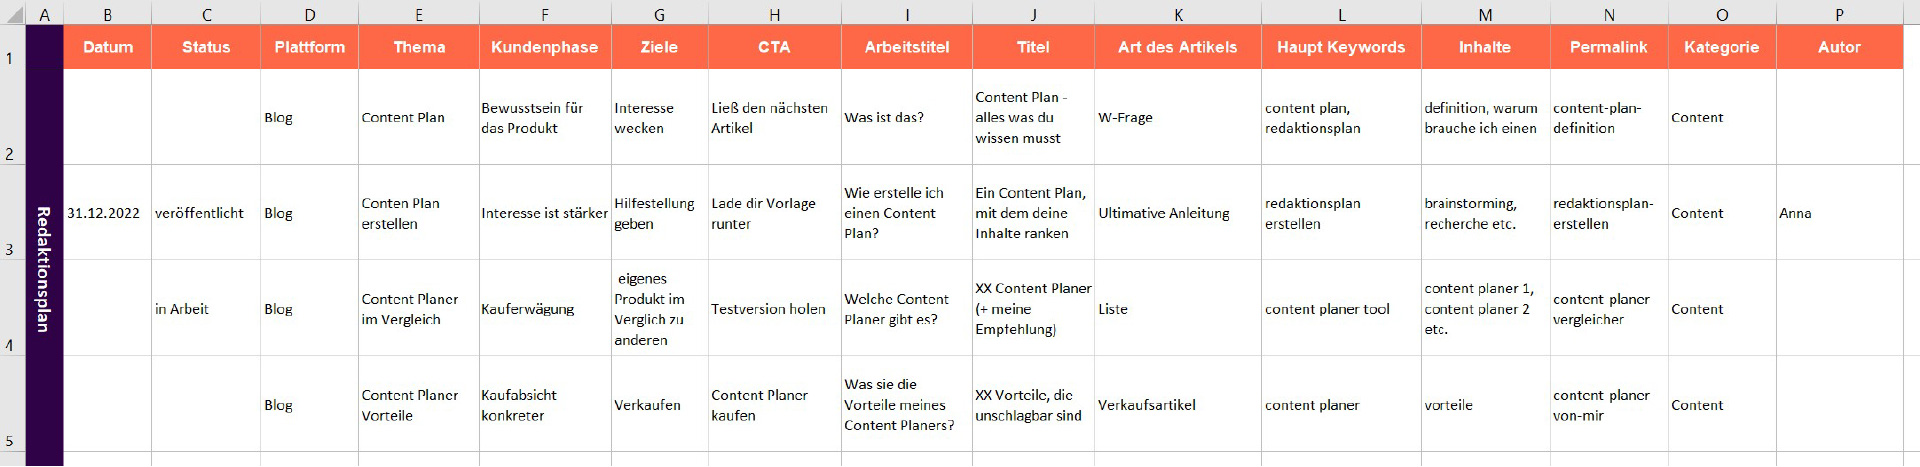 A B C D E F G H I J K L M N O P
1 Datum Status Plattform Thema Kundenphase Ziele CTA Arbeitstitel Titel Art des Artikels Haupt Keywords Inhalte Permalink Kategorie Autor
Redaktionsplan
2
Blog
Content Plan
Bewusstsein für
das Produkt
Interesse
wecken
Ließ den nächsten
Artikel
Was ist das?
Content Plan -
alles was du
wissen musst
W-Frage
content plan,
redaktionsplan
definition, warum
brauche ich einen
content-plan-
definition
Content
3
31.12.2022
veröffentlicht
Blog
Conten Plan
erstellen
Interesse ist stärker
Hilfestellung
geben
Lade dir Vorlage
runter
Wie erstelle ich
einen Content
Plan?
Ein Content Plan,
mit dem deine
Inhalte ranken
Ultimative Anleitung
redaktionsplan
erstellen
brainstorming,
recherche etc.
redaktionsplan-
erstellen
Content
Anna
4
in Arbeit
Blog
Content Planer
im Vergleich
Kauferwägung
eigenes
Produkt im
Verglich zu
anderen
Testversion holen
Welche Content
Planer gibt es?
XX Content Planer
(+ meine
Empfehlung)
Liste
content planer tool
content planer 1,
content planer 2
etc.
content-planer-
vergleicher
Content
5
Blog
Content Planer
Vorteile
Kaufabsicht
konkreter
Verkaufen
Content Planer
kaufen
Was sie die
Vorteile meines
Content Planers?
XX Vorteile, die
unschlagbar sind
Verkaufsartikel
content planer
vorteile
content-planer-
von-mir
Content